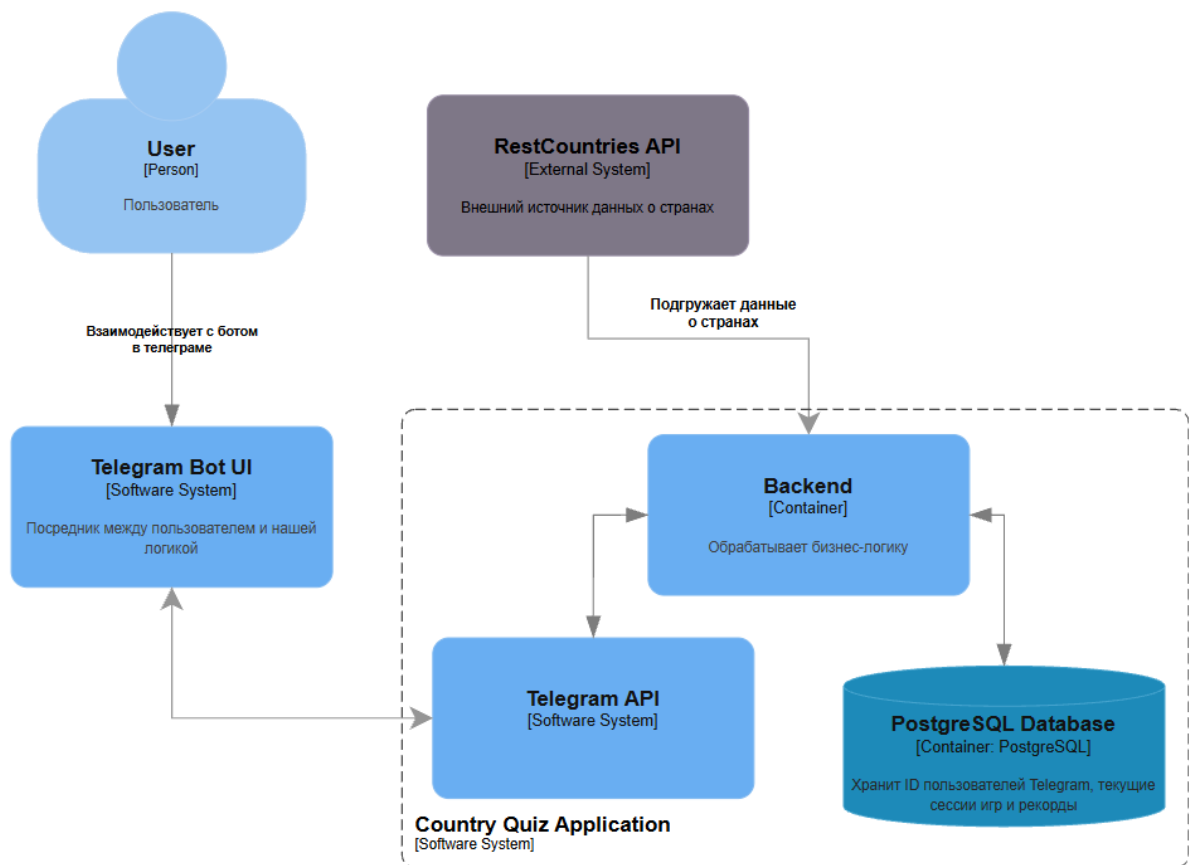 User
[Person]
Пользователь
RestCountries API
[External System]
Внешний источник данных о странах
Взаимодействует с ботом
в телеграме
Подгружает данные
о странах
Telegram Bot UI
[Software System]
Посредник между пользователем и нашей
логикой
Backend
[Container]
Обрабатывает бизнес-логику
Telegram API
[Software System]
PostgreSQL Database
[Container: PostgreSQL]
Хранит ID пользователей Telegram, текущие
сессии игр и рекорды
Country Quiz Application
[Software System]